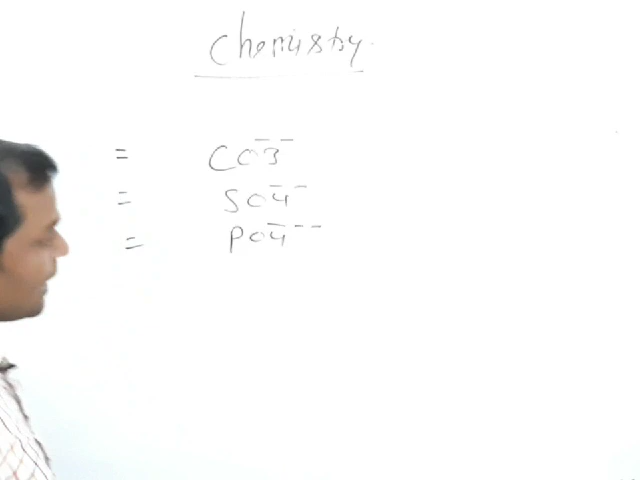 Chemistry.
= CO3--
= SO4--
= PO4---